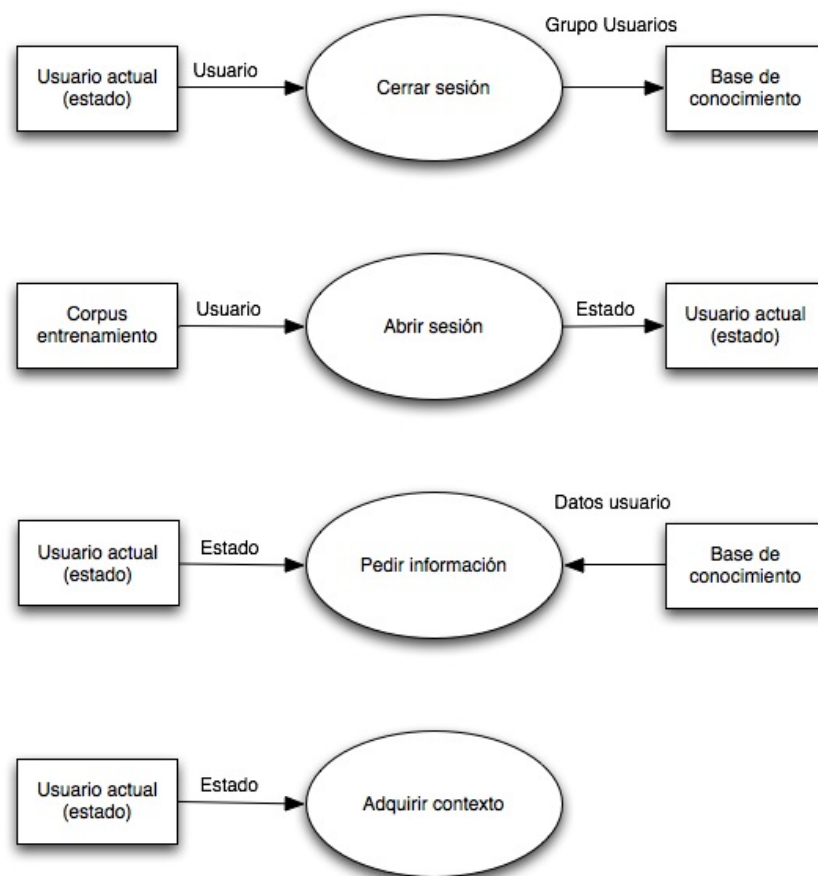 Grupo Usuarios
Usuario actual
(estado)
Usuario
Cerrar sesión
Base de
conocimiento
Corpus
entrenamiento
Usuario
Abrir sesión
Estado
Usuario actual
(estado)
Datos usuario
Usuario actual
(estado)
Estado
Pedir información
Base de
conocimiento
Usuario actual
(estado)
Estado
Adquirir contexto